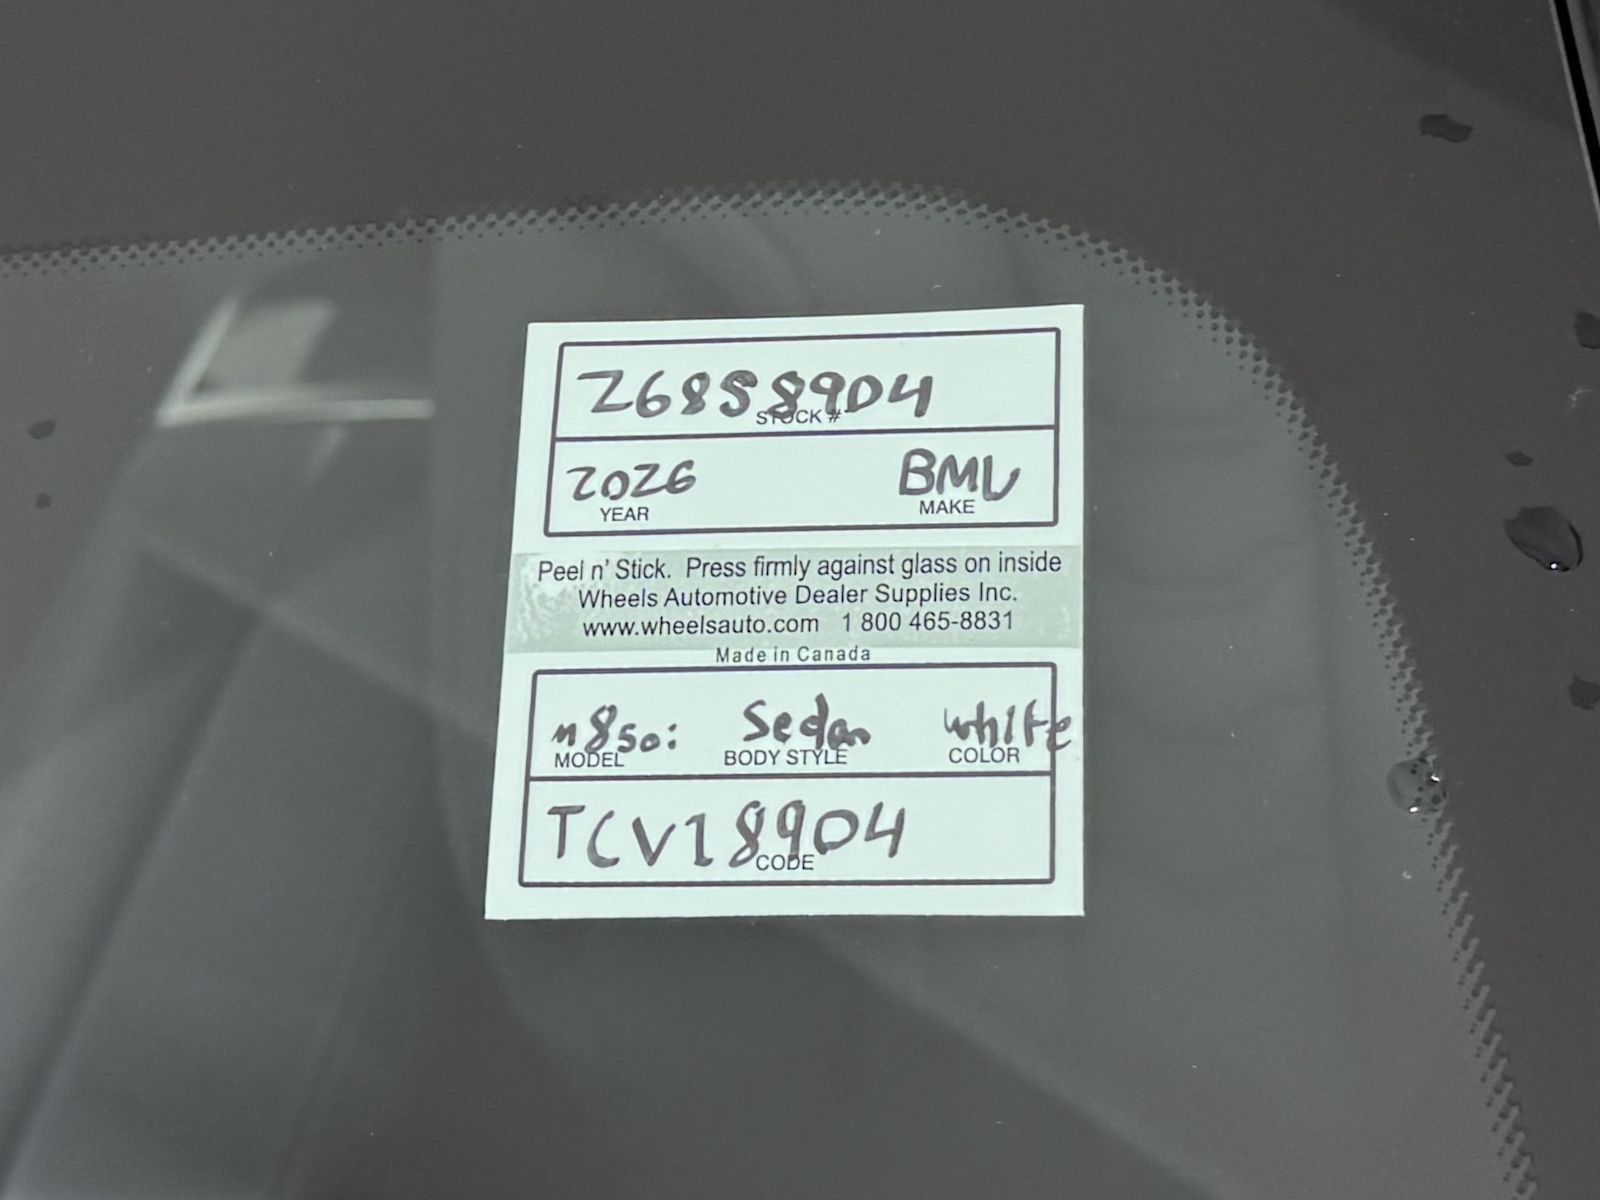 268S8904
STOCK #
2026 BMW
YEAR MAKE
Peel n' Stick. Press firmly against glass on inside
Wheels Automotive Dealer Supplies Inc.
www.wheelsauto.com 1 800 465-8831
Made in Canada
m850i Sedan white
MODEL BODY STYLE COLOR
TCV18904
CODE